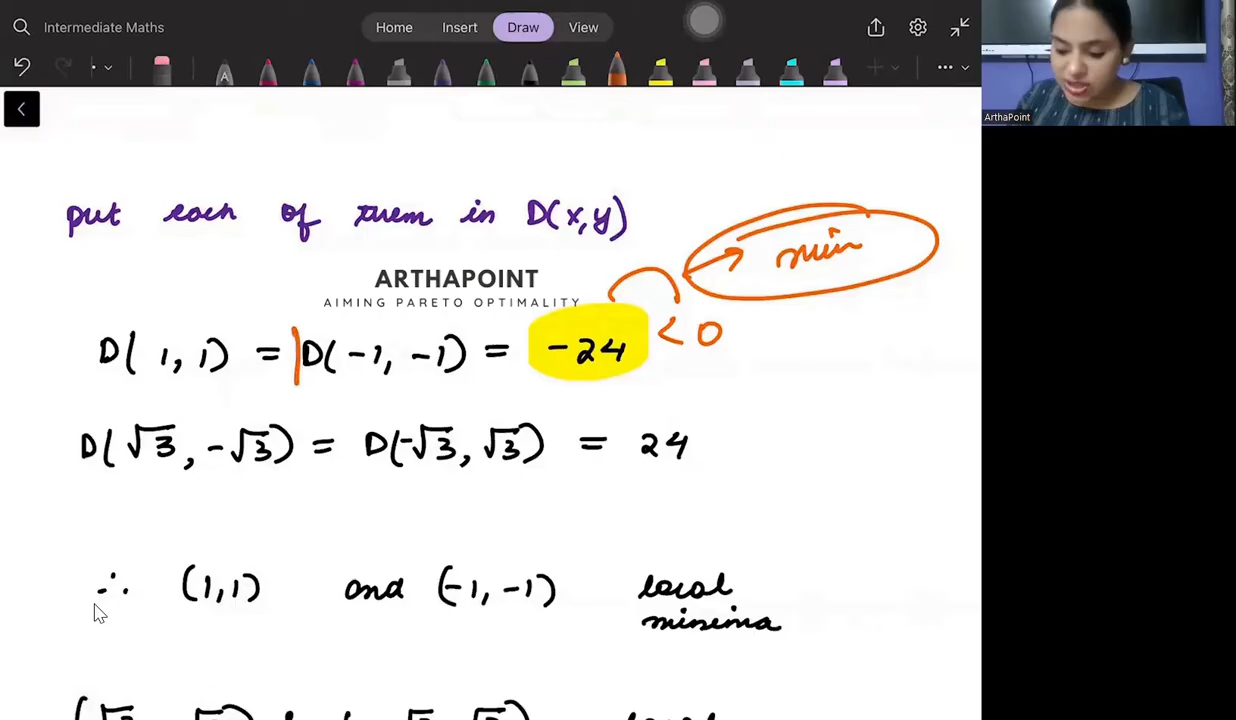 Intermediate Maths
Home Insert Draw View
A
ArthaPoint
put each of them in D(x,y)
min
ARTHAPOINT
AIMING PARETO OPTIMALITY
D(1, 1) = D(-1, -1) = -24 < 0
D(√3, -√3) = D(-√3, √3) = 24
∴ (1,1) and (-1, -1) local
minima